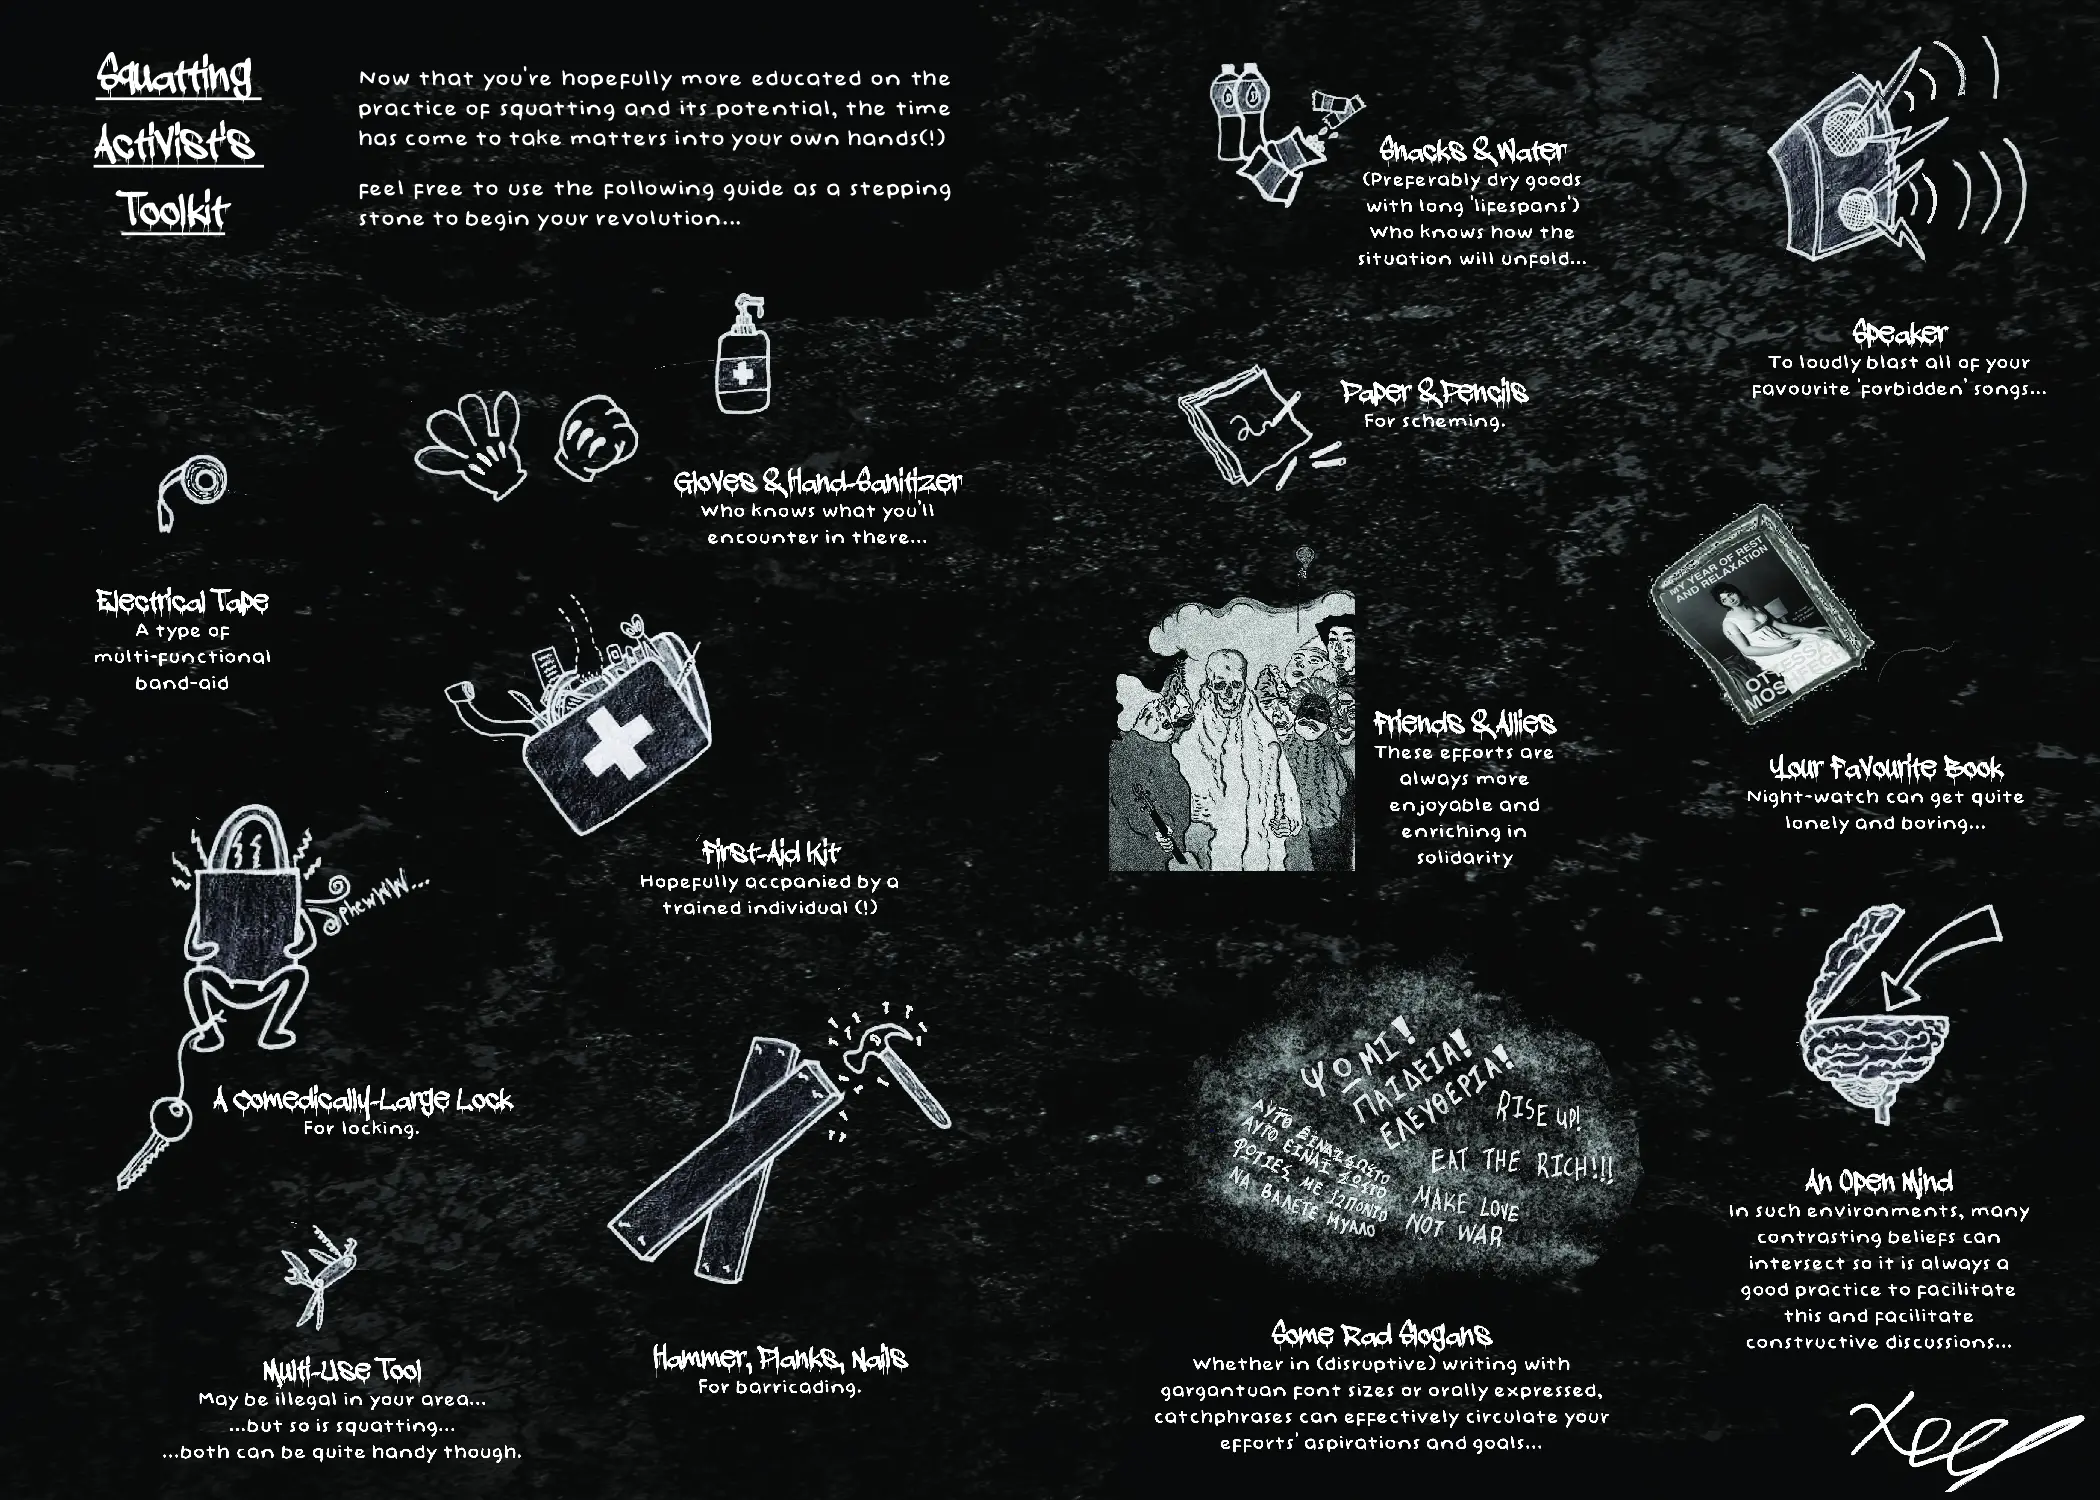 Squatting
Activist's
Toolkit
Now that you're hopefully more educated on the
practice of squatting and its potential, the time
has come to take matters into your own hands(!)
Feel free to use the following guide as a stepping
stone to begin your revolution...
Snacks & Water
(Preferably dry goods
with long 'lifespans')
Who knows how the
situation will unfold...
Speaker
To loudly blast all of your
favourite 'forbidden' songs...
Gloves & Hand-Sanitizer
Who knows what you'll
encounter in there...
Paper & Pencils
For scheming.
Electrical Tape
A type of
multi-functional
band-aid
MY YEAR OF REST
AND RELAXATION
OTTESSA
MOSHFEGH
Friends & Allies
These efforts are
always more
enjoyable and
enriching in
solidarity
Your Favourite Book
Night-watch can get quite
lonely and boring...
First-Aid Kit
Hopefully accpanied by a
trained individual (!)
phewWW...
A Comedically-Large Lock
For locking.
ΨΩΜΙ!
ΠΑΙΔΕΙΑ!
ΕΛΕΥΘΕΡΙΑ!
ΑΥΤΟ ΕΙΝΑΙ ΣΩΣΤΟ
ΑΥΤΟ ΕΙΝΑΙ ΣΩΣΤΟ
ΦΩΤΙΕΣ ΜΕ 12ΠΟΝΤΟ
ΝΑ ΒΑΛΕΤΕ ΜΥΑΛΟ
RISE UP!
EAT THE RICH!!!
MAKE LOVE
NOT WAR
An Open Mind
In such environments, many
contrasting beliefs can
intersect so it is always a
good practice to facilitate
this and facilitate
constructive discussions...
Multi-Use Tool
May be illegal in your area...
...but so is squatting...
...both can be quite handy though.
Hammer, Planks, Nails
For barricading.
Some Rad Slogans
Whether in (disruptive) writing with
gargantuan font sizes or orally expressed,
catchphrases can effectively circulate your
efforts' aspirations and goals...